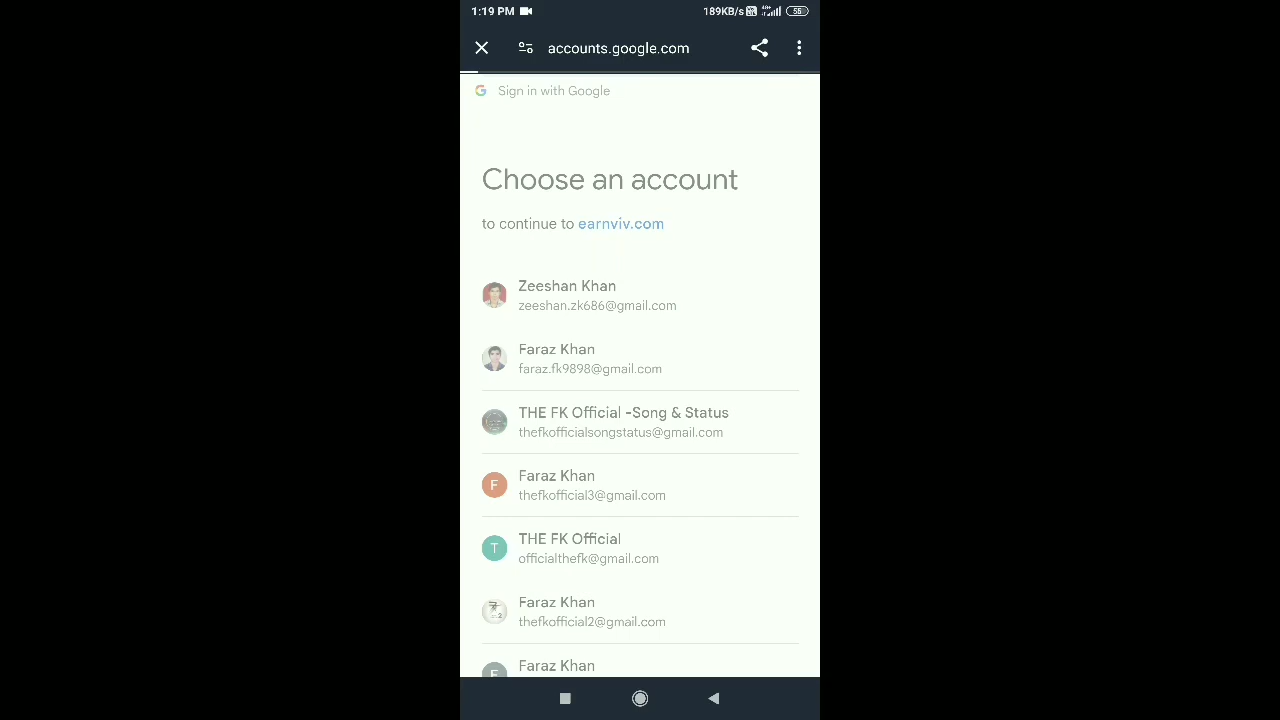 1:19 PM 189KB/s 55
accounts.google.com
G Sign in with Google
Choose an account
to continue to earnviv.com
Zeeshan Khan
zeeshan.zk686@gmail.com
Faraz Khan
faraz.fk9898@gmail.com
THE FK Official -Song & Status
thefkofficialsongstatus@gmail.com
F Faraz Khan
thefkofficial3@gmail.com
T THE FK Official
officialthefk@gmail.com
Faraz Khan
thefkofficial2@gmail.com
Faraz Khan